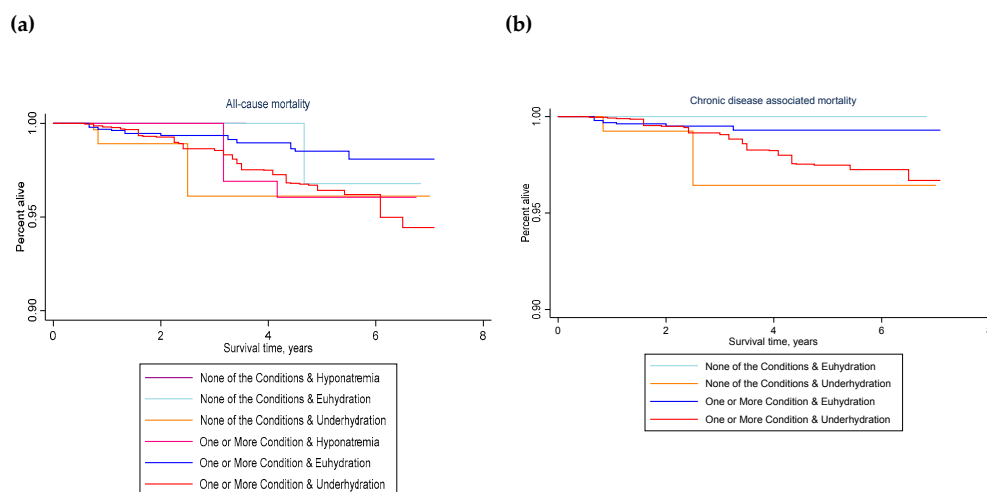 (a)
All-cause mortality
Percent alive
1.00
0.95
0.90
0 2 4 6 8
Survival time, years
None of the Conditions & Hyponatremia
None of the Conditions & Euhydration
None of the Conditions & Underhydration
One or More Condition & Hyponatremia
One or More Condition & Euhydration
One or More Condition & Underhydration
(b)
Chronic disease associated mortality
Percent alive
1.00
0.95
0.90
0 2 4 6
Survival time, years
None of the Conditions & Euhydration
None of the Conditions & Underhydration
One or More Condition & Euhydration
One or More Condition & Underhydration